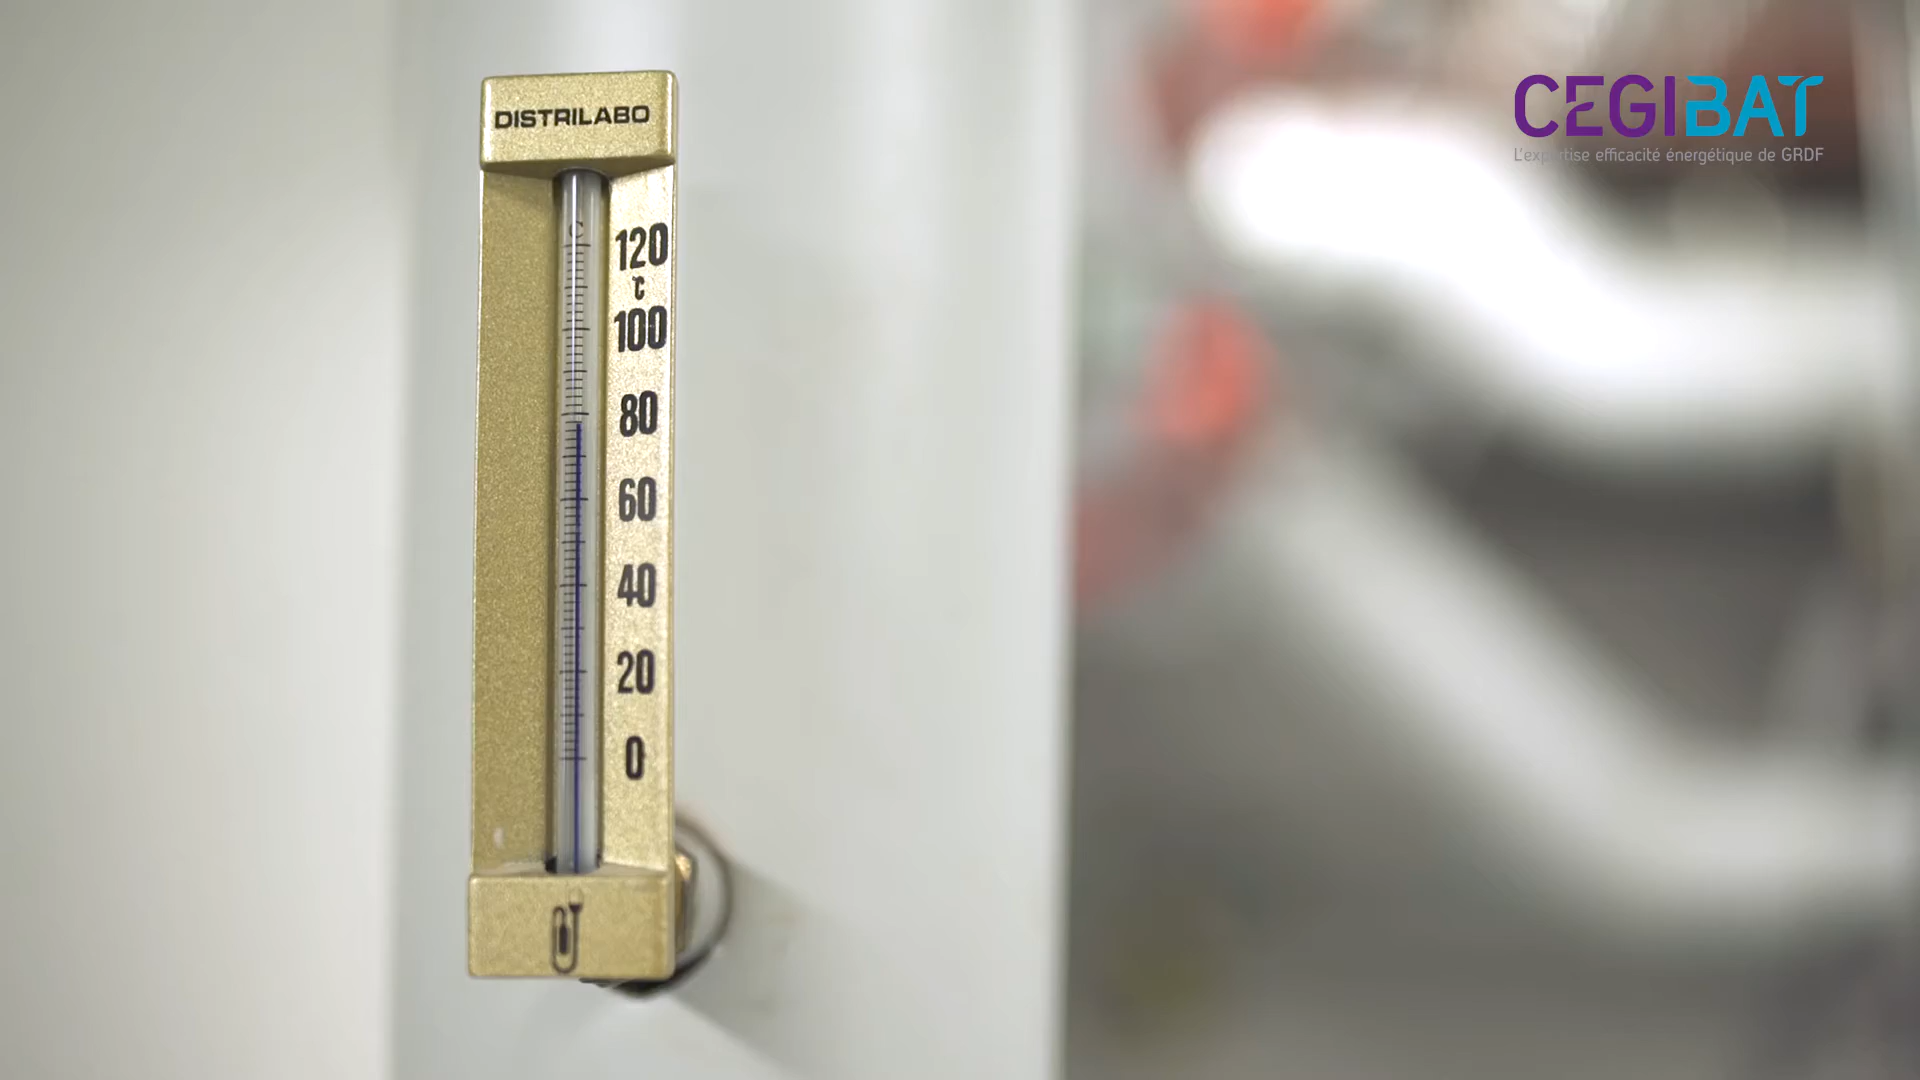 DISTRILABO
CEGIBAT
L'expertise efficacité énergétique de GRDF
120
°C
100
80
60
40
20
0